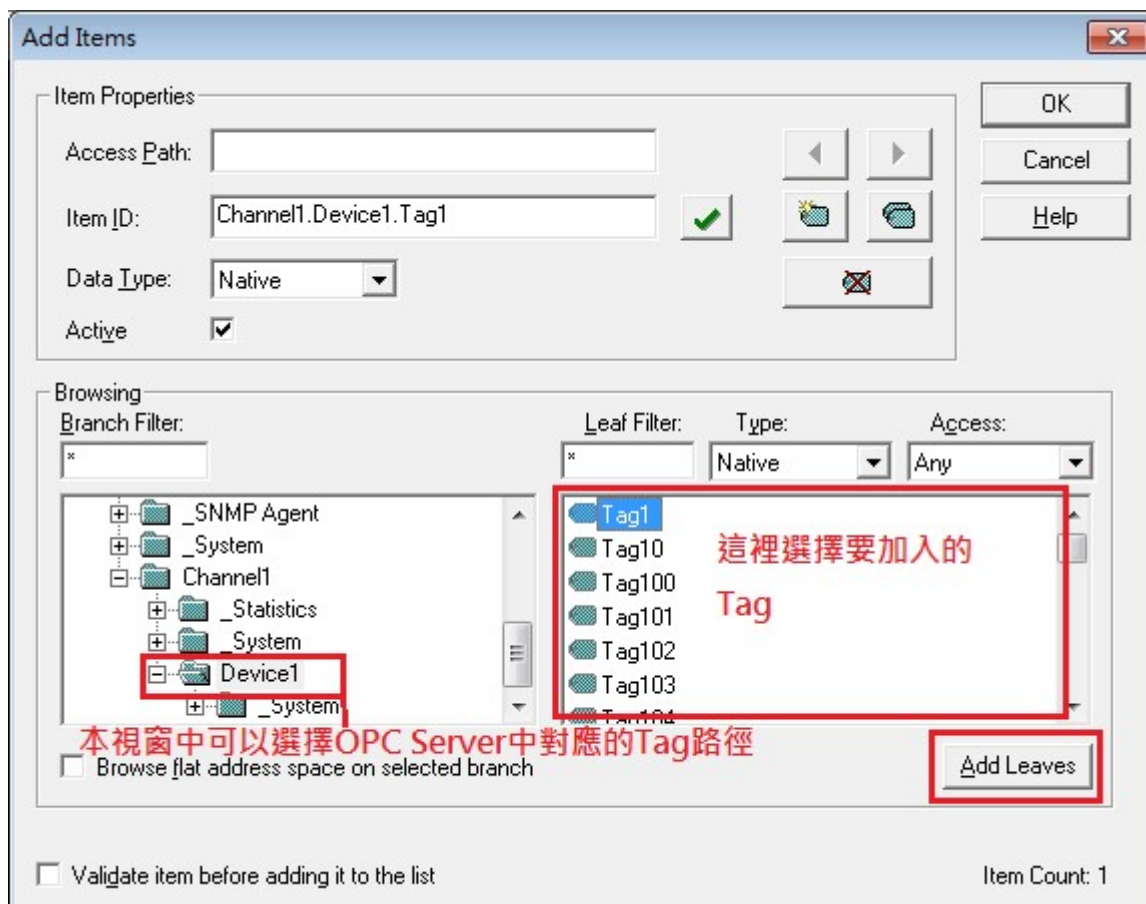 Add Items
Item Properties
Access Path:
OK
Cancel
Item ID:
Channel1.Device1.Tag1
Help
Data Type:
Native
Active
Browsing
Branch Filter:
Leaf Filter:
Type:
Access:
*
*
Native
Any
_SNMP Agent
_System
Channel1
_Statistics
_System
Device1
_System
Tag1
Tag10
Tag100
Tag101
Tag102
Tag103
Tag104
這裡選擇要加入的
Tag
本視窗中可以選擇OPC Server中對應的Tag路徑
Browse flat address space on selected branch
Add Leaves
Validate item before adding it to the list
Item Count: 1